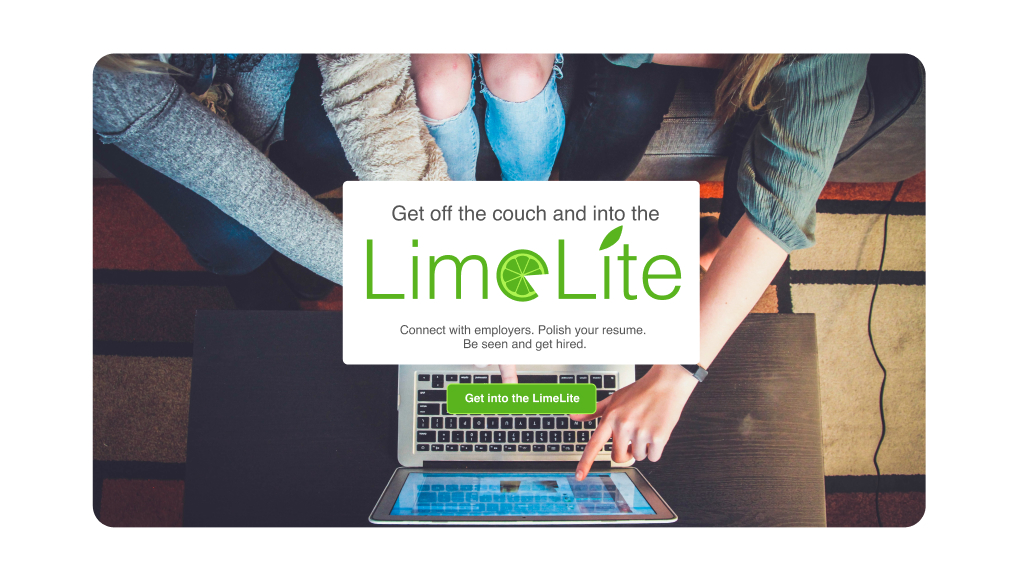 Get off the couch and into the
LimeLite
Connect with employers. Polish your resume.
Be seen and get hired.
Get into the LimeLite